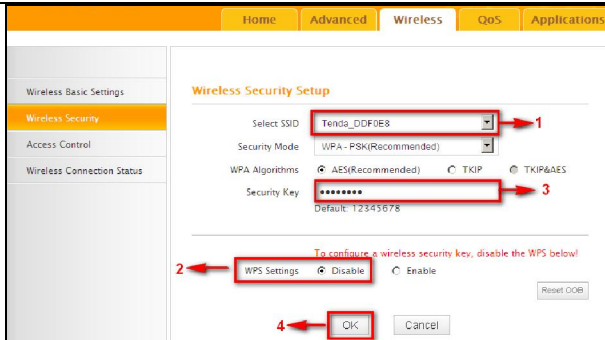 Home Advanced Wireless QoS Applications
Wireless Basic Settings
Wireless Security
Access Control
Wireless Connection Status
Wireless Security Setup
Select SSID Tenda_DDF0E8 1
Security Mode WPA - PSK(Recommended)
WPA Algorithms AES(Recommended) TKIP TKIP&AES
Security Key •••••••• 3
Default: 12345678
To configure a wireless security key, disable the WPS below!
2 WPS Settings Disable Enable
Reset OOB
4 OK Cancel